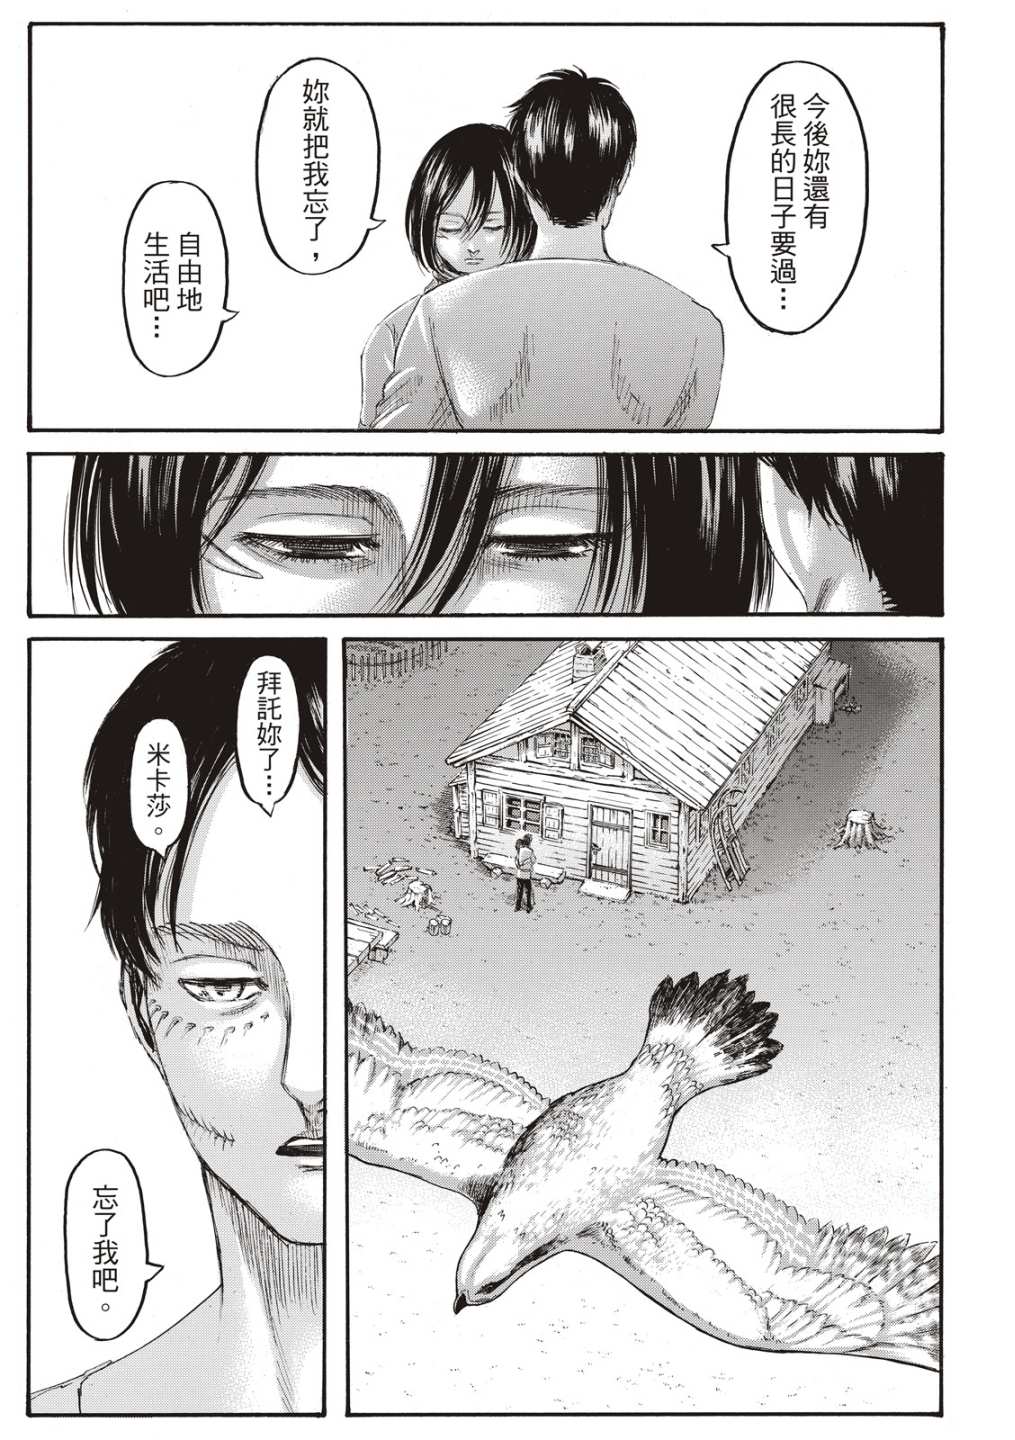 今後妳還有
很長的日子要過⋯
妳就把我忘了，
自由地
生活吧⋯
拜託妳了⋯
米卡莎。
忘了我吧。